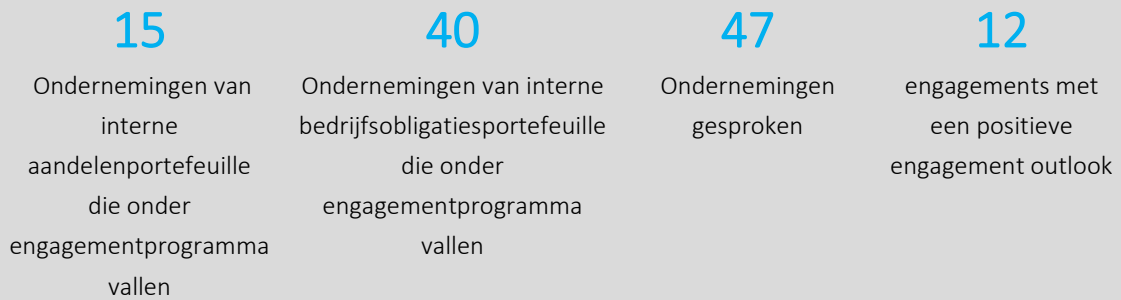 15
Ondernemingen van
interne
aandelenportefeuille
die onder
engagementprogramma
vallen
40
Ondernemingen van interne
bedrijfsobligatiesportefeuille
die onder
engagementprogramma
vallen
47
Ondernemingen
gesproken
12
engagements met
een positieve
engagement outlook